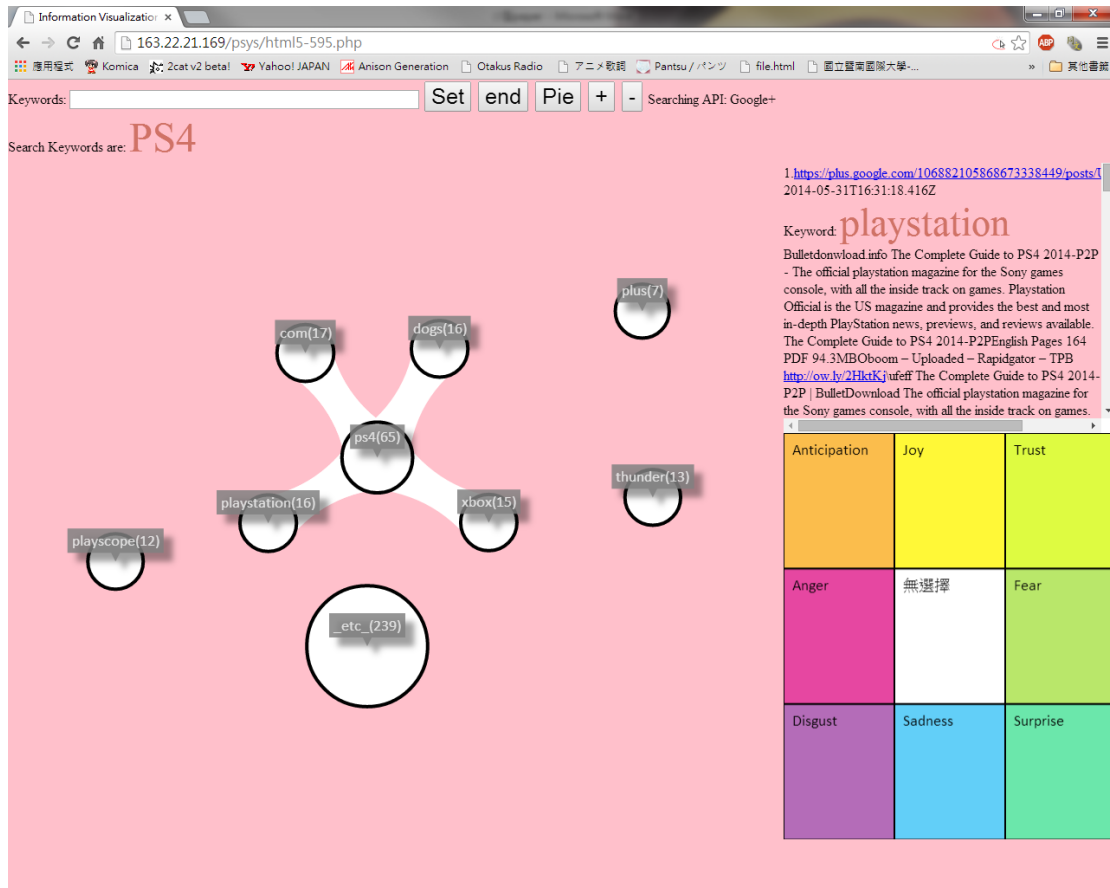 Information Visualization
163.22.21.169/psys/html5-595.php
應用程式 Komica 2cat v2 beta! Yahoo! JAPAN Anison Generation Otakus Radio アニメ歌詞 Pantsu / パンツ file.html 國立暨南國際大學-... » 其他書籤
Keywords: Set end Pie + - Searching API: Google+
Search Keywords are: PS4
1.https://plus.google.com/106882105868673338449/posts/
2014-05-31T16:31:18.416Z
Keyword: playstation
Bulletdonwload.info The Complete Guide to PS4 2014-P2P
- The official playstation magazine for the Sony games
console, with all the inside track on games. Playstation
Official is the US magazine and provides the best and most
in-depth PlayStation news, previews, and reviews available.
The Complete Guide to PS4 2014-P2PEnglish Pages 164
PDF 94.3MBOboom – Uploaded – Rapidgator – TPB
http://ow.ly/2HktKj\ufeff The Complete Guide to PS4 2014-
P2P | BulletDownload The official playstation magazine for
the Sony games console, with all the inside track on games.
plus(7)
com(17)
dogs(16)
ps4(65)
thunder(13)
playstation(16)
xbox(15)
playscope(12)
_etc_(239)
Anticipation
Joy
Trust
Anger
無選擇
Fear
Disgust
Sadness
Surprise
ABP